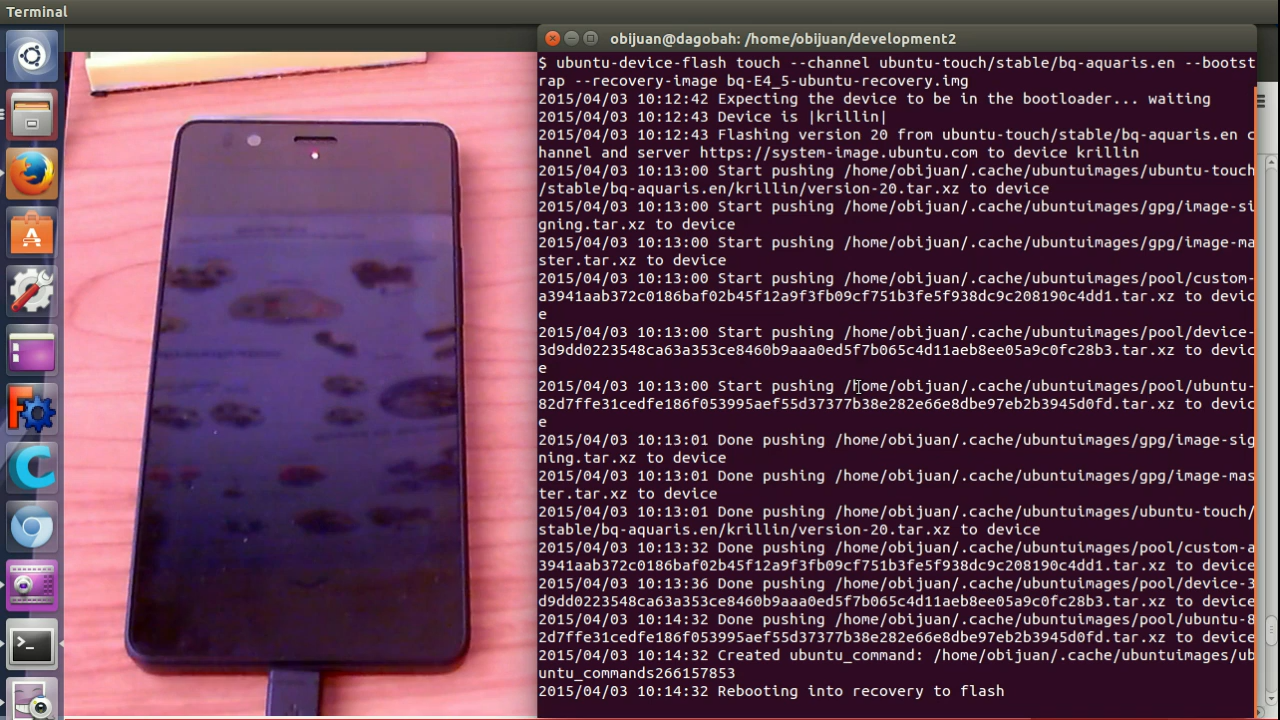 Terminal
obijuan@dagobah: /home/obijuan/development2
$ ubuntu-device-flash touch --channel ubuntu-touch/stable/bq-aquaris.en --bootst
rap --recovery-image bq-E4_5-ubuntu-recovery.img
2015/04/03 10:12:42 Expecting the device to be in the bootloader... waiting
2015/04/03 10:12:43 Device is |krillin|
2015/04/03 10:12:43 Flashing version 20 from ubuntu-touch/stable/bq-aquaris.en c
hannel and server https://system-image.ubuntu.com to device krillin
2015/04/03 10:13:00 Start pushing /home/obijuan/.cache/ubuntuimages/ubuntu-touch
/stable/bq-aquaris.en/krillin/version-20.tar.xz to device
2015/04/03 10:13:00 Start pushing /home/obijuan/.cache/ubuntuimages/gpg/image-si
gning.tar.xz to device
2015/04/03 10:13:00 Start pushing /home/obijuan/.cache/ubuntuimages/gpg/image-ma
ster.tar.xz to device
2015/04/03 10:13:00 Start pushing /home/obijuan/.cache/ubuntuimages/pool/custom-
a3941aab372c0186baf02b45f12a9f3fb09cf751b3fe5f938dc9c208190c4dd1.tar.xz to devic
e
2015/04/03 10:13:00 Start pushing /home/obijuan/.cache/ubuntuimages/pool/device-
3d9dd0223548ca63a353ce8460b9aaa0ed5f7b065c4d11aeb8ee05a9c0fc28b3.tar.xz to devic
e
2015/04/03 10:13:00 Start pushing /home/obijuan/.cache/ubuntuimages/pool/ubuntu-
82d7ffe31cedfe186f053995aef55d37377b38e282e66e8dbe97eb2b3945d0fd.tar.xz to devic
e
2015/04/03 10:13:01 Done pushing /home/obijuan/.cache/ubuntuimages/gpg/image-sig
ning.tar.xz to device
2015/04/03 10:13:01 Done pushing /home/obijuan/.cache/ubuntuimages/gpg/image-mas
ter.tar.xz to device
2015/04/03 10:13:01 Done pushing /home/obijuan/.cache/ubuntuimages/ubuntu-touch/
stable/bq-aquaris.en/krillin/version-20.tar.xz to device
2015/04/03 10:13:32 Done pushing /home/obijuan/.cache/ubuntuimages/pool/custom-a
3941aab372c0186baf02b45f12a9f3fb09cf751b3fe5f938dc9c208190c4dd1.tar.xz to device
2015/04/03 10:13:36 Done pushing /home/obijuan/.cache/ubuntuimages/pool/device-3
d9dd0223548ca63a353ce8460b9aaa0ed5f7b065c4d11aeb8ee05a9c0fc28b3.tar.xz to device
2015/04/03 10:14:32 Done pushing /home/obijuan/.cache/ubuntuimages/pool/ubuntu-8
2d7ffe31cedfe186f053995aef55d37377b38e282e66e8dbe97eb2b3945d0fd.tar.xz to device
2015/04/03 10:14:32 Created ubuntu_command: /home/obijuan/.cache/ubuntuimages/ub
untu_commands266157853
2015/04/03 10:14:32 Rebooting into recovery to flash